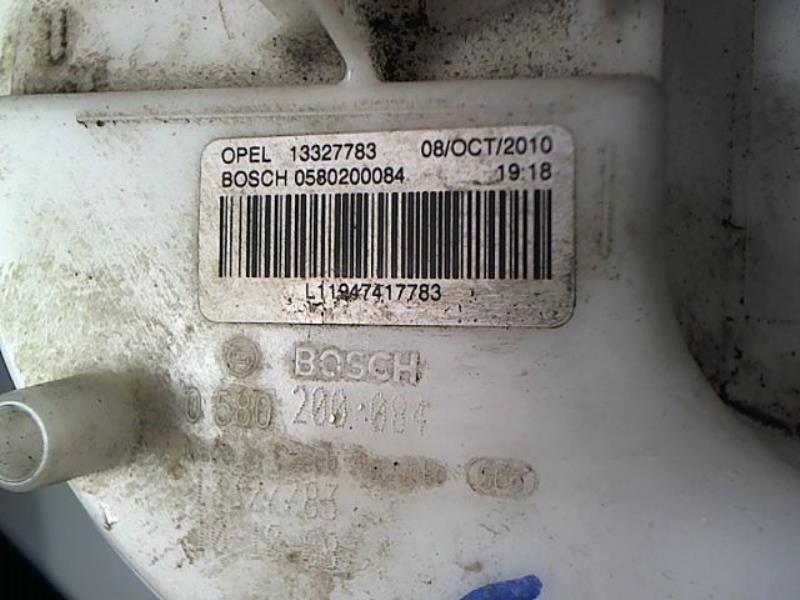 OPEL 13327783 08/OCT/2010
BOSCH 0580200084 19:18
L11947417783
BOSCH
0 580 200 084